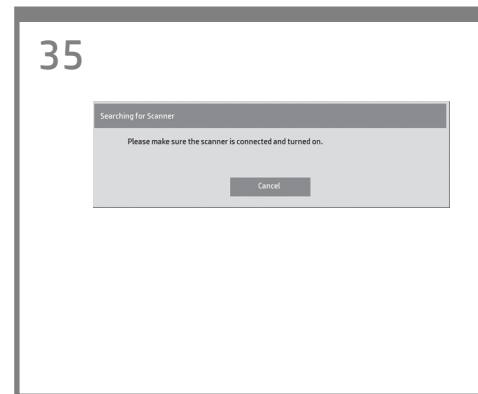 35
Searching for Scanner
Please make sure the scanner is connected and turned on.
Cancel